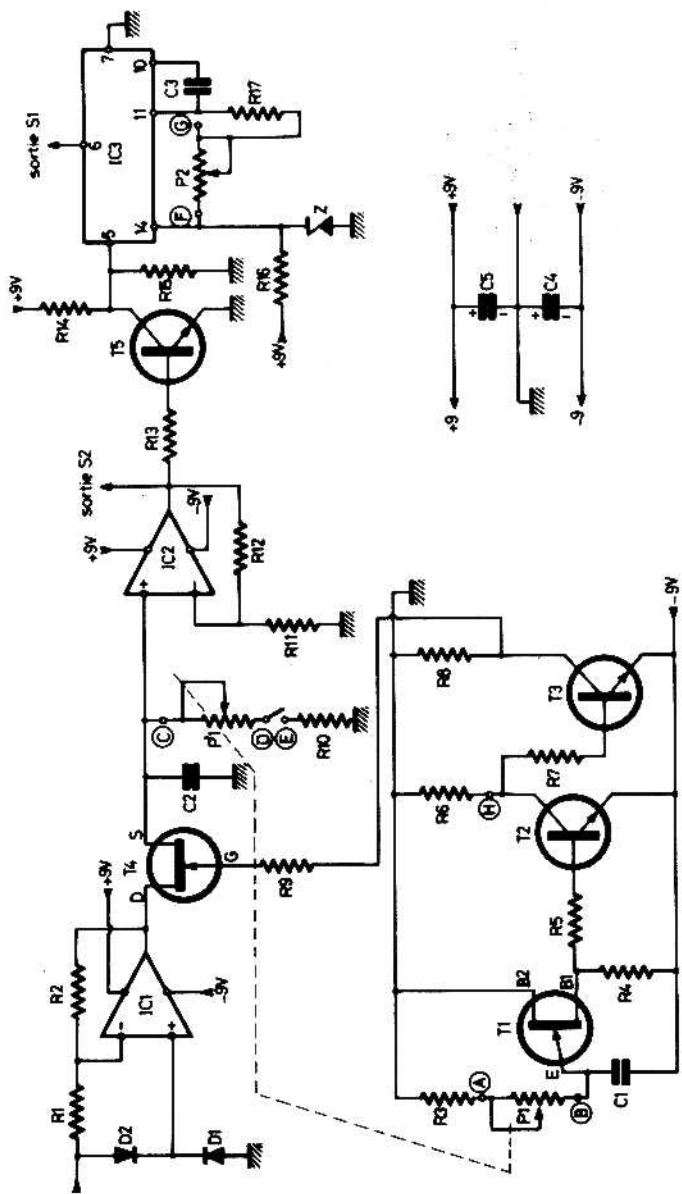 R1
R2
D2
D1
IC1
-
+
+9V
-9V
T4
D
S
G
R9
C2
C
P1
D
E
R10
+
-
IC2
+9V
-9V
sortie S2
R11
R12
R13
T5
+9V
R14
R15
5
14
IC3
6
sortie S1
7
10
11
C3
F
P2
G
R17
R16
+9V
Z
R3
A
P1
B
C1
T1
E
B2
B1
R4
R5
T2
R6
H
R7
T3
R8
-9V
+9
+9V
C5
+
-
C4
+
-
-9
-9V